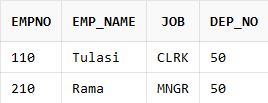 EMPNO EMP_NAME JOB DEP_NO
110 Tulasi CLRK 50
210 Rama MNGR 50